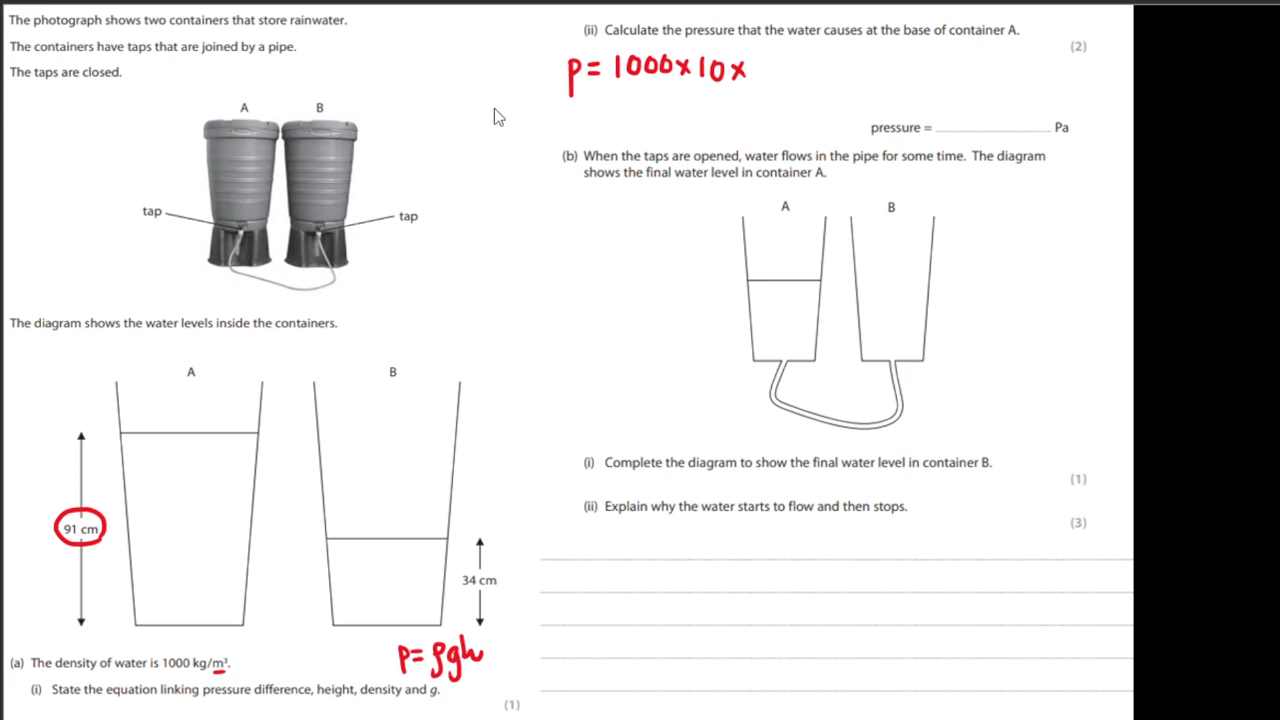 The photograph shows two containers that store rainwater.
The containers have taps that are joined by a pipe.
The taps are closed.
A B
tap
tap
The diagram shows the water levels inside the containers.
A B
91 cm
34 cm
P= ρgh
(a) The density of water is 1000 kg/m³.
(i) State the equation linking pressure difference, height, density and g.
(1)
(ii) Calculate the pressure that the water causes at the base of container A.
(2)
P= 1000×10×
pressure = Pa
(b) When the taps are opened, water flows in the pipe for some time. The diagram
shows the final water level in container A.
A B
(i) Complete the diagram to show the final water level in container B.
(1)
(ii) Explain why the water starts to flow and then stops.
(3)